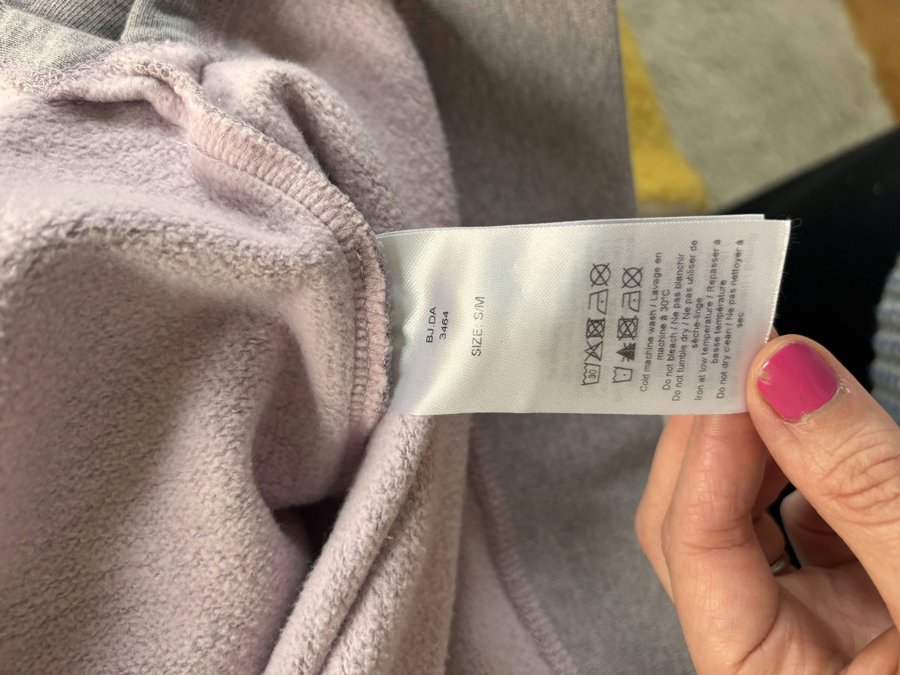 BJ DA
3464
SIZE: S/M
30
Cold machine wash / Lavage en
machine à 30°C
Do not bleach / Ne pas blanchir
Do not tumble dry / Ne pas utiliser de
sèche-linge
Iron at low temperature / Repasser à
basse température
Do not dry clean / Ne pas nettoyer à
sec